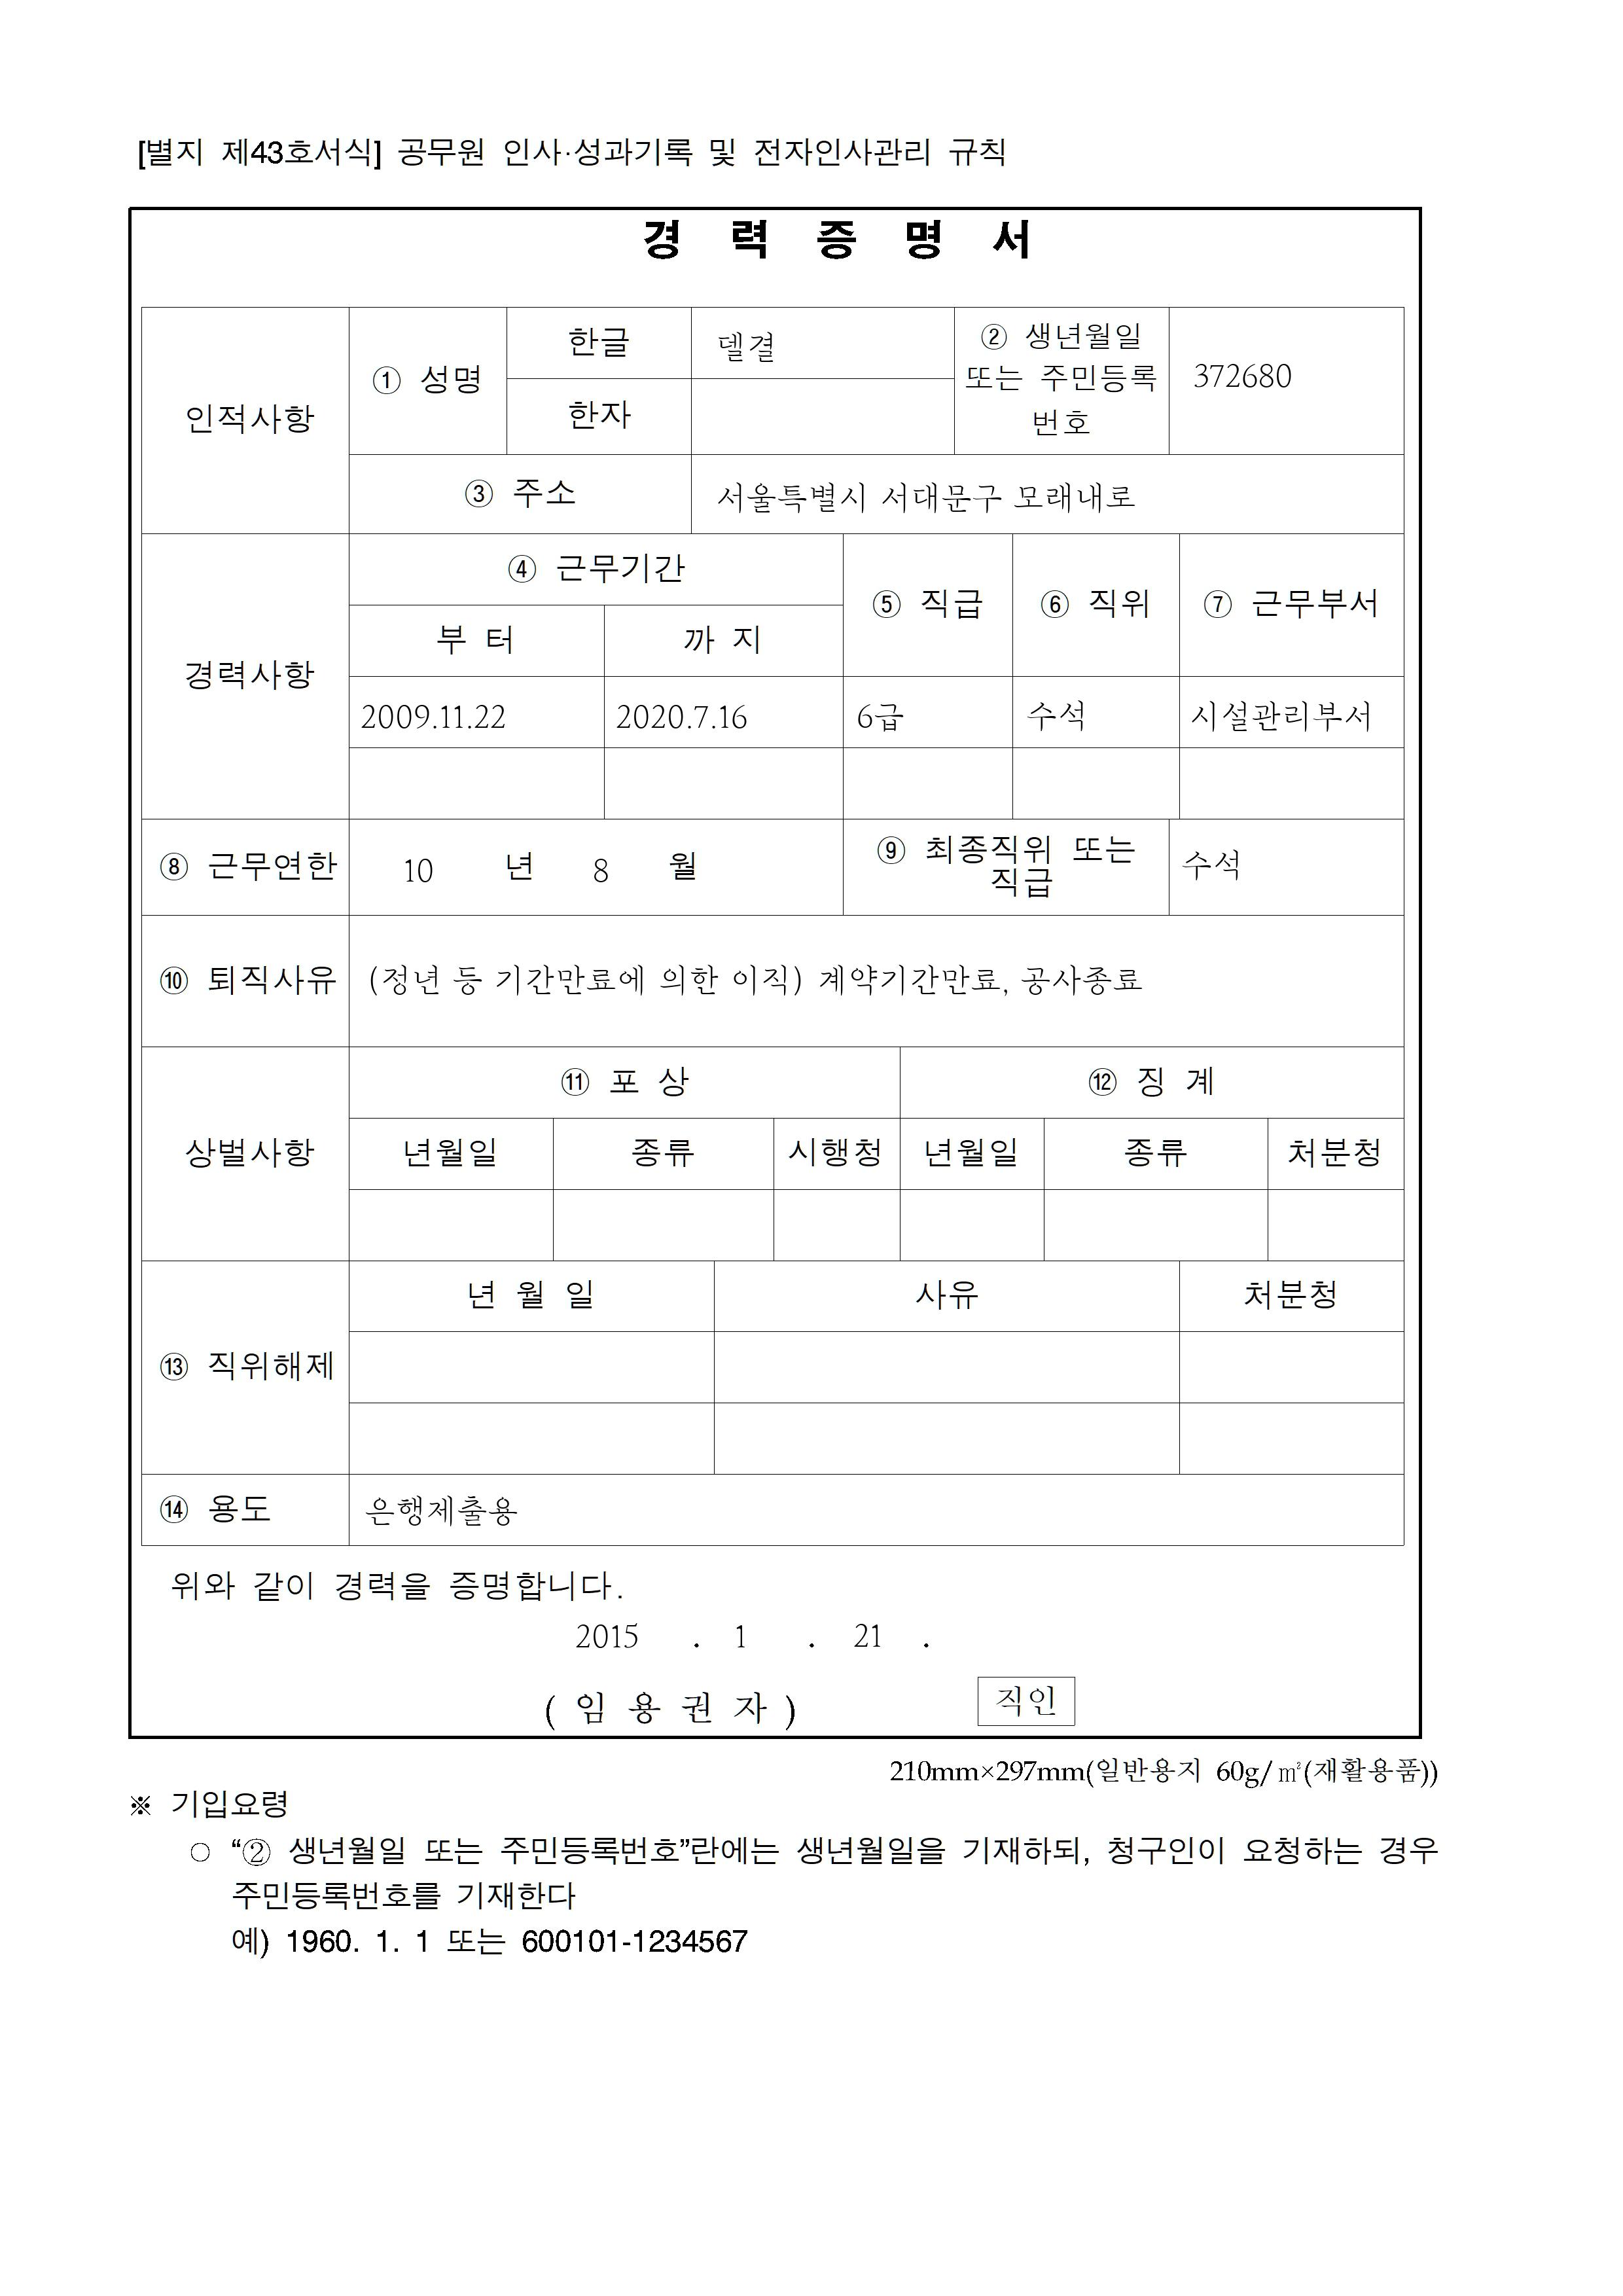 [별지 제43호서식] 공무원 인사·성과기록 및 전자인사관리 규칙
경 력 증 명 서
인적사항
① 성명
한글
델결
한자
② 생년월일
또는 주민등록
번호
372680
③ 주소
서울특별시 서대문구 모래내로
경력사항
④ 근무기간
부 터
까 지
⑤ 직급
⑥ 직위
⑦ 근무부서
2009.11.22
2020.7.16
6급
수석
시설관리부서
⑧ 근무연한
10 년 8 월
⑨ 최종직위 또는
직급
수석
⑩ 퇴직사유
(정년 등 기간만료에 의한 이직) 계약기간만료, 공사종료
상벌사항
⑪ 포 상
⑫ 징 계
년월일
종류
시행청
년월일
종류
처분청
⑬ 직위해제
년 월 일
사유
처분청
⑭ 용도
은행제출용
위와 같이 경력을 증명합니다.
2015 . 1 . 21 .
( 임 용 권 자 )
직인
210mm×297mm(일반용지 60g/㎡(재활용품))
※ 기입요령
○ “② 생년월일 또는 주민등록번호”란에는 생년월일을 기재하되, 청구인이 요청하는 경우
주민등록번호를 기재한다
예) 1960. 1. 1 또는 600101-1234567